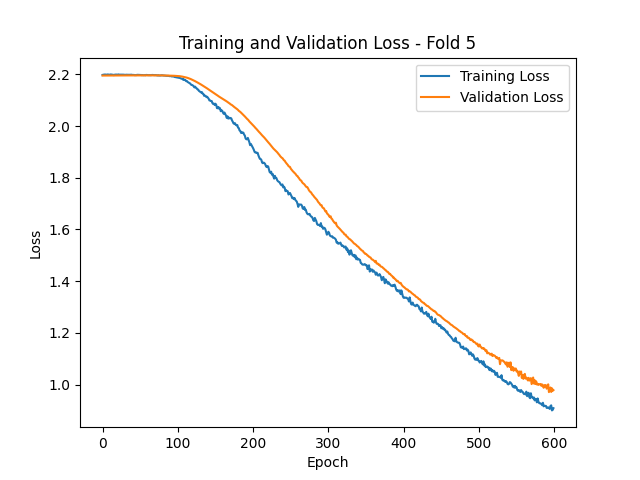 Training and Validation Loss - Fold 5
Training Loss
Validation Loss
Loss
2.2
2.0
1.8
1.6
1.4
1.2
1.0
0 100 200 300 400 500 600
Epoch